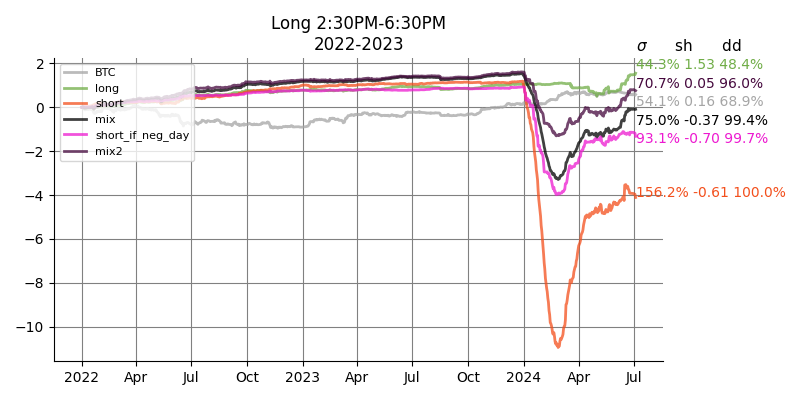 Long 2:30PM-6:30PM
2022-2023
σ sh dd
44.3% 1.53 48.4%
70.7% 0.05 96.0%
54.1% 0.16 68.9%
75.0% -0.37 99.4%
93.1% -0.70 99.7%
156.2% -0.61 100.0%
BTC
long
short
mix
short_if_neg_day
mix2
2
0
−2
−4
−6
−8
−10
2022 Apr Jul Oct 2023 Apr Jul Oct 2024 Apr Jul